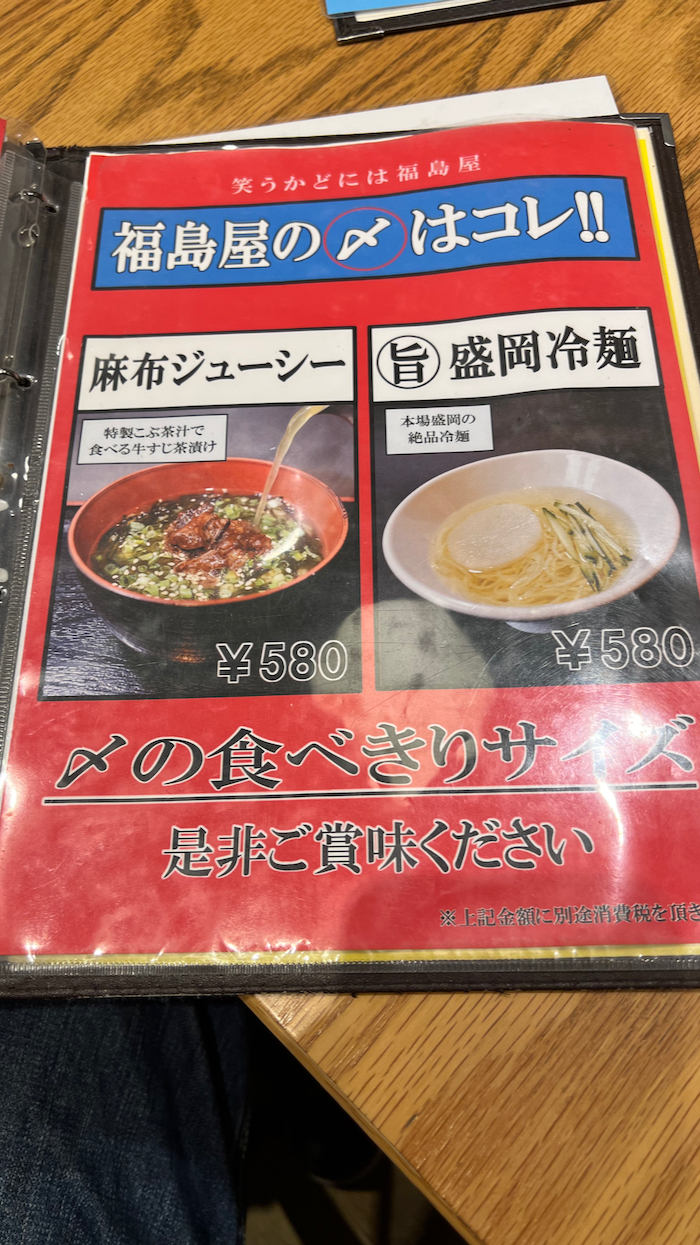 笑うかどには福島屋
福島屋の〆はコレ!!
麻布ジューシー
特製こぶ茶汁で
食べる牛すじ茶漬け
¥580
旨 盛岡冷麺
本場盛岡の
絶品冷麺
¥580
〆の食べきりサイズ
是非ご賞味ください
※上記金額に別途消費税を頂き